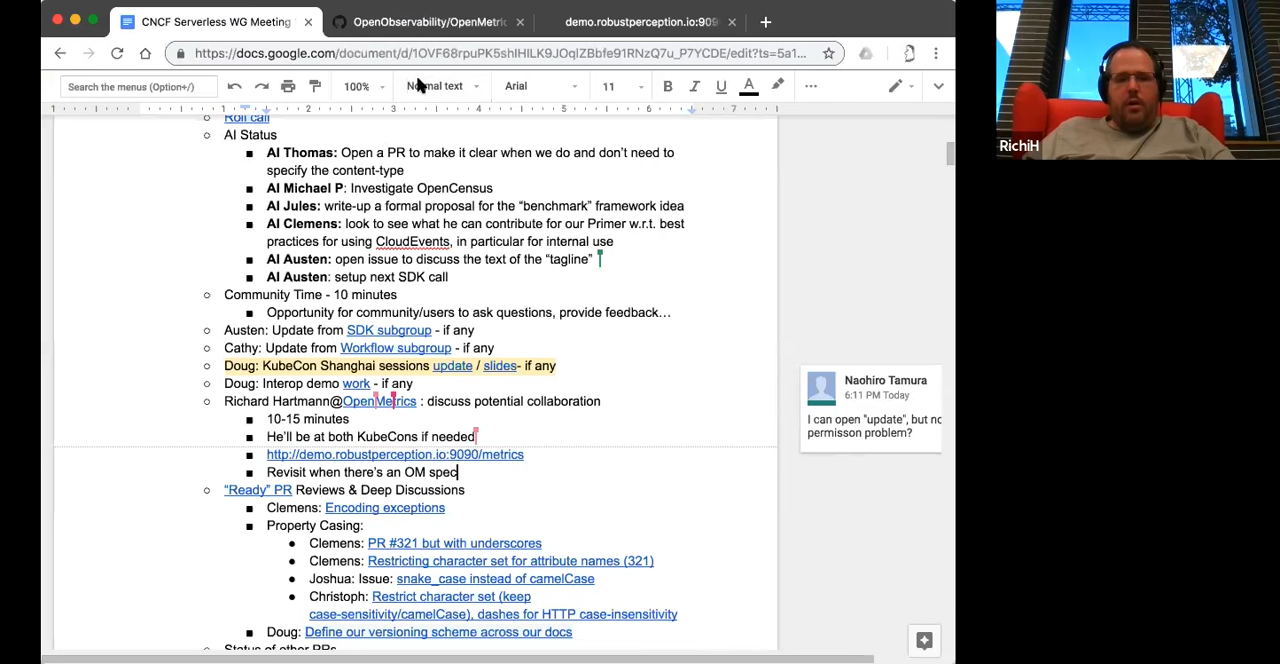 CNCF Serverless WG Meeting
OpenObservability/OpenMetric
demo.robustperception.io:909
https://docs.google.com/document/d/
/edit?ts=5a1...
Search the menus (Option+/)
100%
Normal text
Arial
11
B I U A
1 1 2 3 4 5 6 7
Roll call
AI Status
AI Thomas: Open a PR to make it clear when we do and don't need to
specify the content-type
AI Michael P: Investigate OpenCensus
AI Jules: write-up a formal proposal for the “benchmark” framework idea
AI Clemens: look to see what he can contribute for our Primer w.r.t. best
practices for using CloudEvents, in particular for internal use
AI Austen: open issue to discuss the text of the “tagline”
AI Austen: setup next SDK call
Community Time - 10 minutes
Opportunity for community/users to ask questions, provide feedback…
Austen: Update from SDK subgroup - if any
Cathy: Update from Workflow subgroup - if any
Doug: KubeCon Shanghai sessions update / slides- if any
Doug: Interop demo work - if any
Richard Hartmann@OpenMetrics : discuss potential collaboration
10-15 minutes
He'll be at both KubeCons if needed
http://demo.robustperception.io:9090/metrics
Revisit when there's an OM spec
“Ready” PR Reviews & Deep Discussions
Clemens: Encoding exceptions
Property Casing:
Clemens: PR #321 but with underscores
Clemens: Restricting character set for attribute names (321)
Joshua: Issue: snake_case instead of camelCase
Christoph: Restrict character set (keep
case-sensitivity/camelCase), dashes for HTTP case-insensitivity
Doug: Define our versioning scheme across our docs
Status of other PRs
Naohiro Tamura
6:11 PM Today
I can open "update", but no
permisson problem?
RichiH